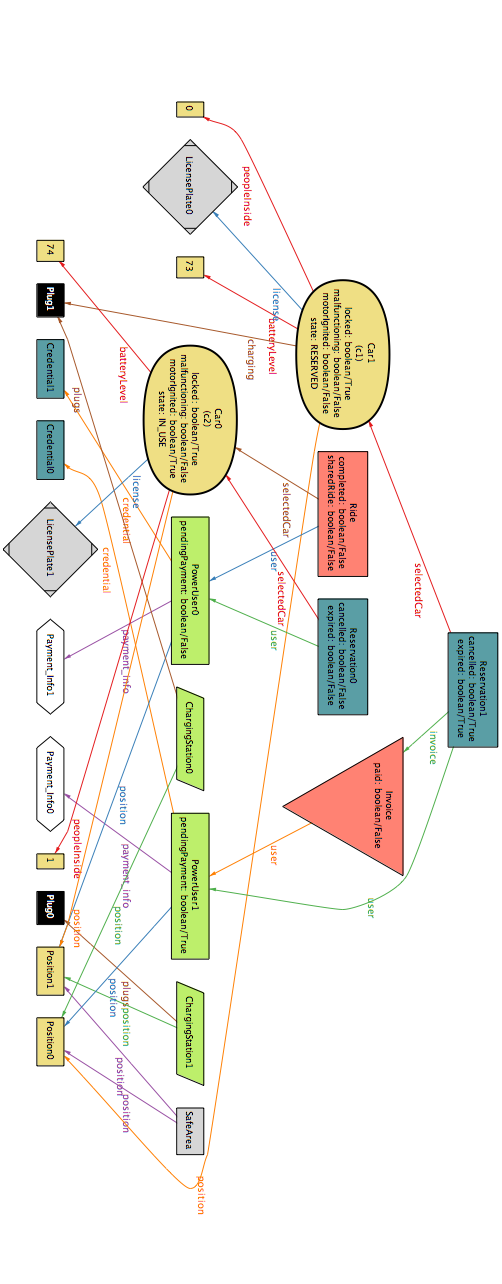 Reservation1
cancelled: boolean/True
expired: boolean/True
invoice
selectedCar
user
Car1
(c1)
locked: boolean/True
malfunctioning: boolean/False
motorIgnited: boolean/False
state: RESERVED
Ride
completed: boolean/False
sharedRide: boolean/False
Reservation0
cancelled: boolean/False
expired: boolean/False
Invoice
paid: boolean/False
peopleInside
license
batteryLevel
charging
selectedCar
user
selectedCar
user
user
position
0
LicensePlate0
73
Car0
(c2)
locked: boolean/True
malfunctioning: boolean/False
motorIgnited: boolean/True
state: IN_USE
PowerUser0
pendingPayment: boolean/False
ChargingStation0
PowerUser1
pendingPayment: boolean/True
ChargingStation1
SafeArea
batteryLevel
plugs
license
credential
credential
payment_info
position
payment_info
peopleInside
position
position
position
plugs
position
position
position
74
Plug1
Credential1
Credential0
LicensePlate1
Payment_Info1
Payment_Info0
1
Plug0
Position1
Position0